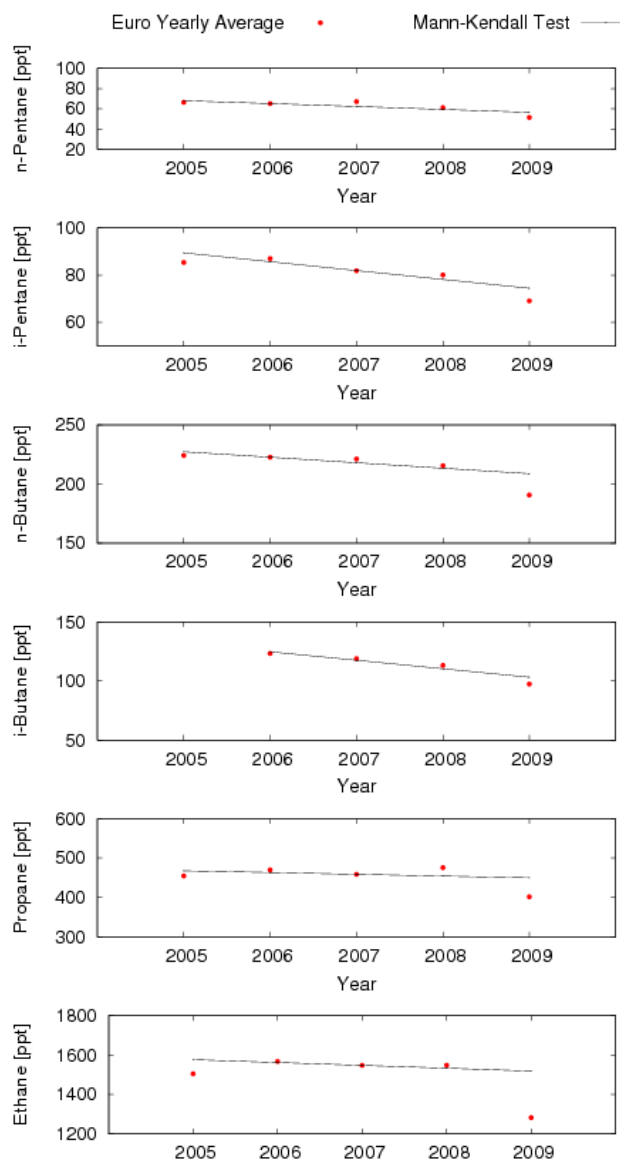 Euro Yearly Average Mann-Kendall Test
n-Pentane [ppt]
100
80
60
40
20
2005 2006 2007 2008 2009
Year
i-Pentane [ppt]
100
80
60
2005 2006 2007 2008 2009
Year
n-Butane [ppt]
250
200
150
2005 2006 2007 2008 2009
Year
i-Butane [ppt]
150
100
50
2005 2006 2007 2008 2009
Year
Propane [ppt]
600
500
400
300
2005 2006 2007 2008 2009
Year
Ethane [ppt]
1800
1600
1400
1200
2005 2006 2007 2008 2009